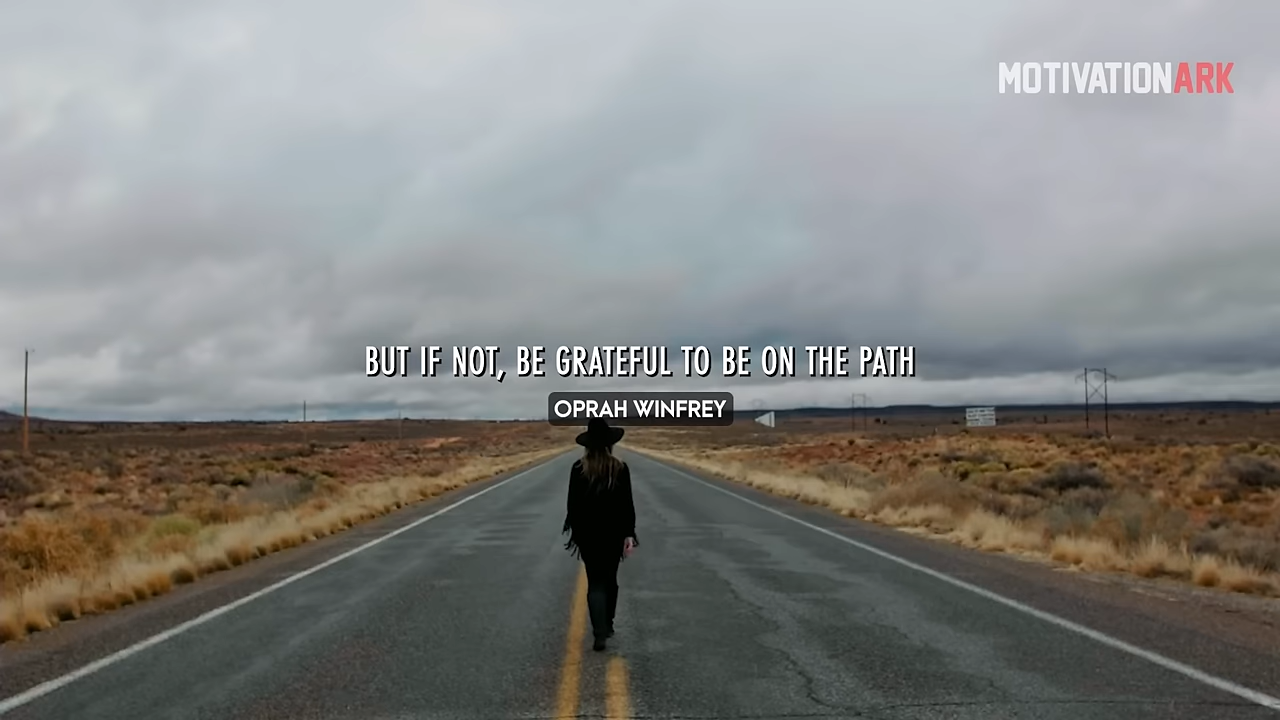 MOTIVATIONARK
BUT IF NOT, BE GRATEFUL TO BE ON THE PATH
OPRAH WINFREY